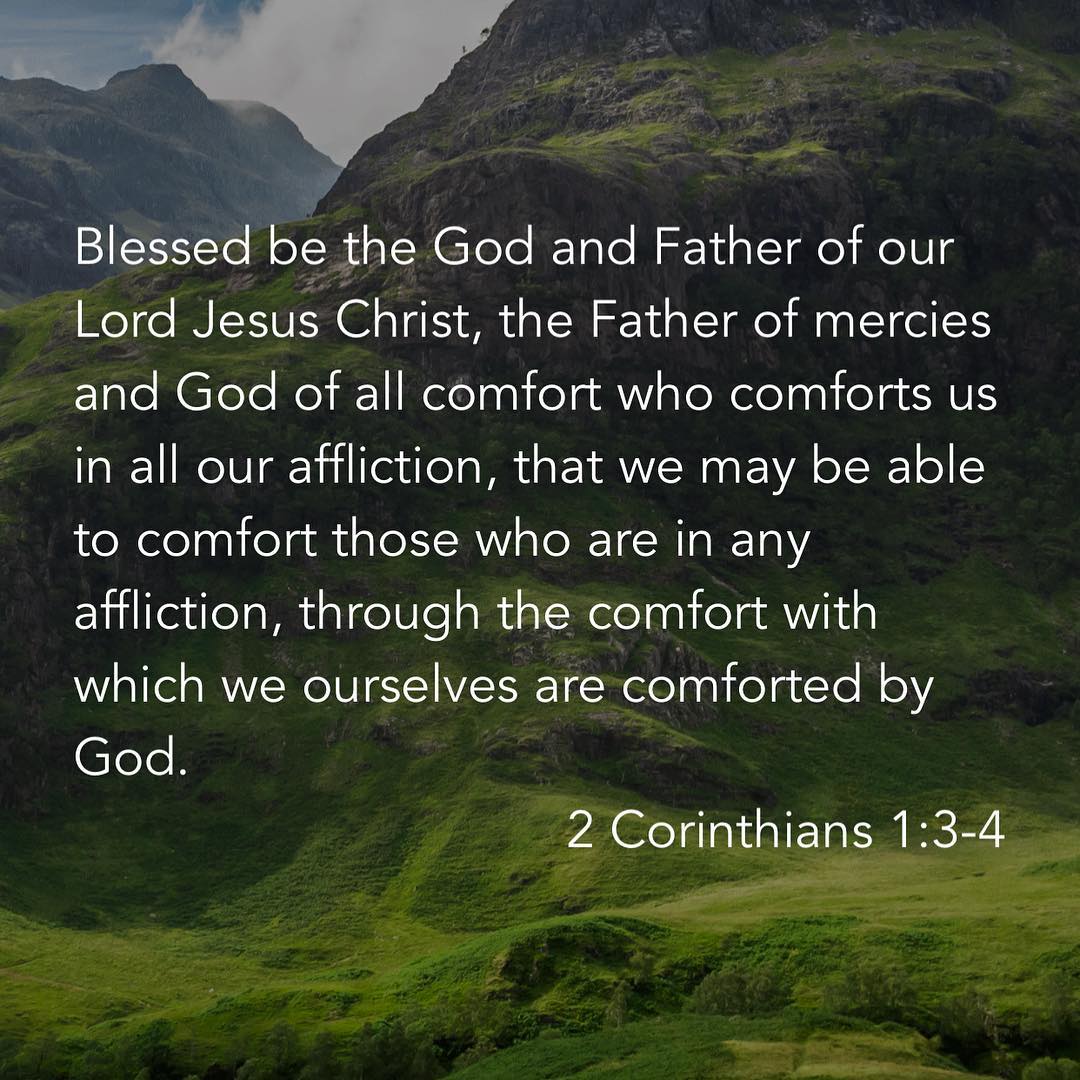 Blessed be the God and Father of our
Lord Jesus Christ, the Father of mercies
and God of all comfort who comforts us
in all our affliction, that we may be able
to comfort those who are in any
affliction, through the comfort with
which we ourselves are comforted by
God.
2 Corinthians 1:3-4